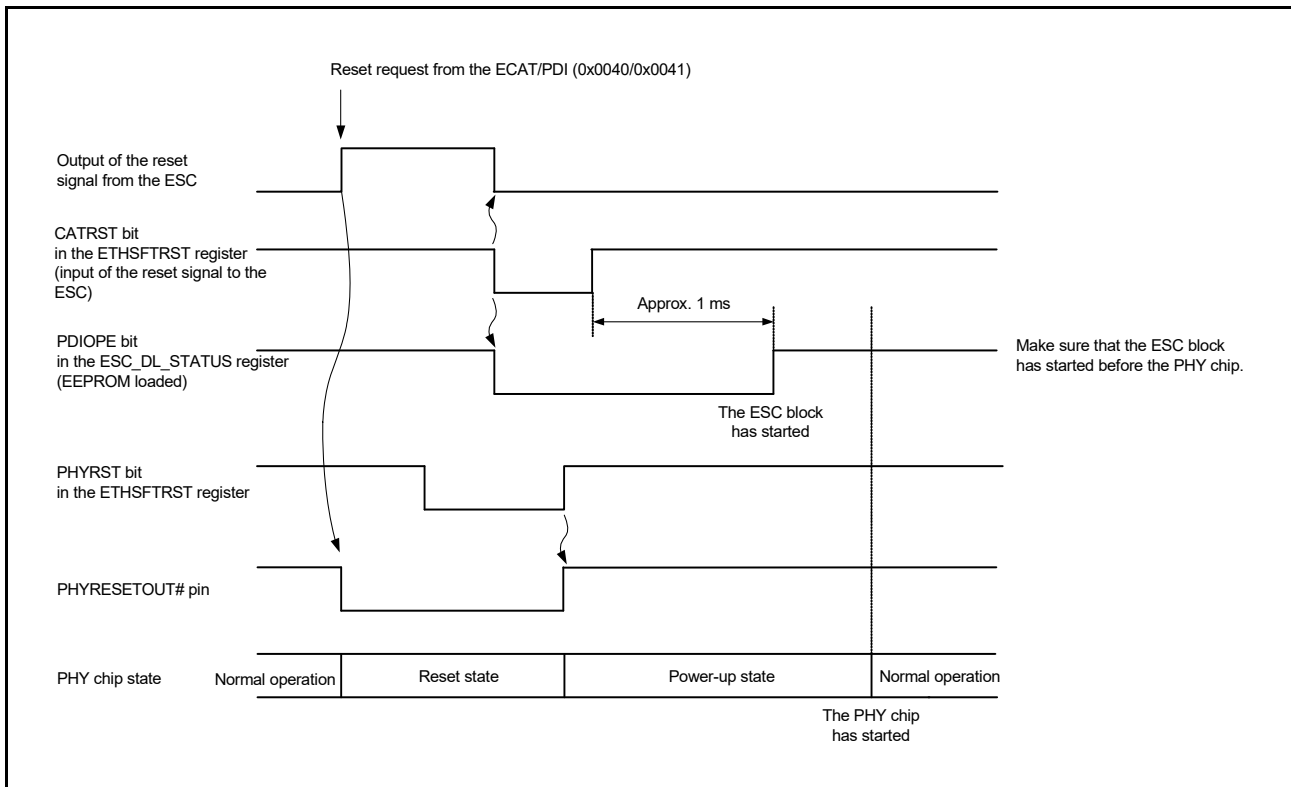 Reset request from the ECAT/PDI (0x0040/0x0041)
Output of the reset
signal from the ESC
CATRST bit
in the ETHSFTRST register
(input of the reset signal to the
ESC)
Approx. 1 ms
PDIOPE bit
in the ESC_DL_STATUS register
(EEPROM loaded)
Make sure that the ESC block
has started before the PHY chip.
The ESC block
has started
PHYRST bit
in the ETHSFTRST register
PHYRESETOUT# pin
PHY chip state
Normal operation
Reset state
Power-up state
Normal operation
The PHY chip
has started